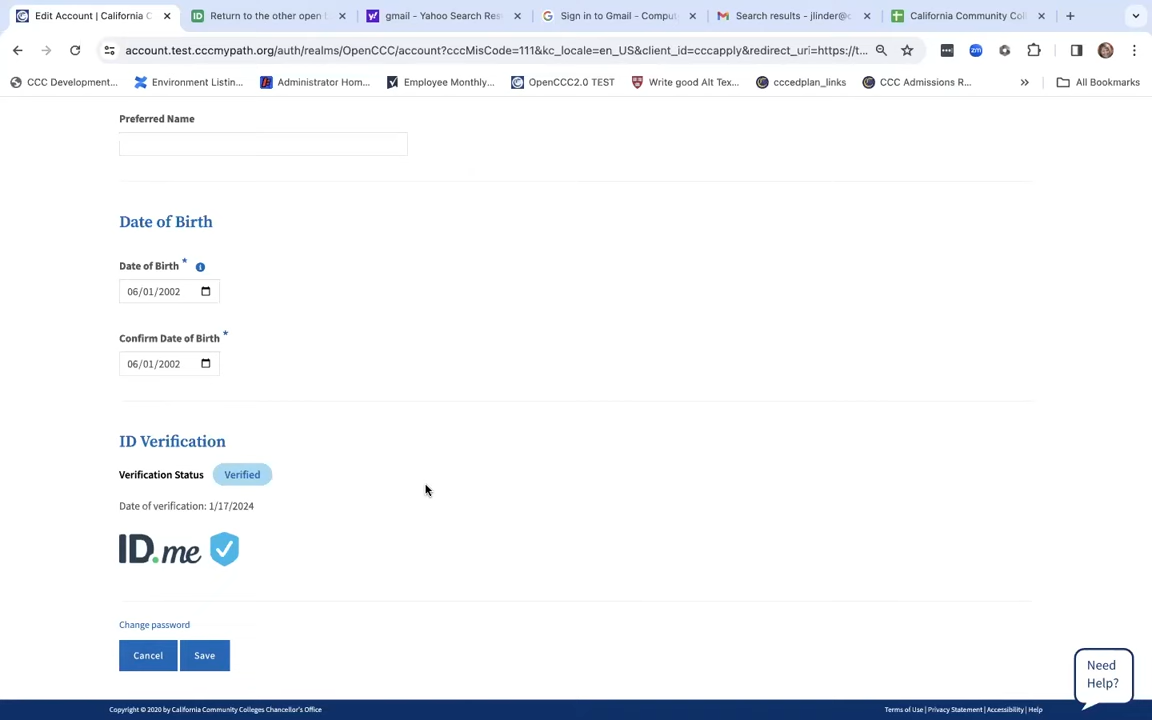 Edit Account | California C
Return to the other open
gmail - Yahoo Search Res
Sign in to Gmail - Comput
Search results - jlinder@c
California Community Coll
account.test.cccmypath.org/auth/realms/OpenCCC/account?cccMisCode=111&kc_locale=en_US&client_id=cccapply&redirect_uri=https://t...
CCC Development...
Environment Listin...
Administrator Hom...
Employee Monthly...
OpenCCC2.0 TEST
Write good Alt Tex...
cccedplan_links
CCC Admissions R...
»
All Bookmarks
Preferred Name
Date of Birth
Date of Birth *
06/01/2002
Confirm Date of Birth *
06/01/2002
ID Verification
Verification Status Verified
Date of verification: 1/17/2024
ID.me
Change password
Cancel Save
Need
Help?
Copyright © 2020 by California Community Colleges Chancellor's Office
Terms of Use | Privacy Statement | Accessibility | Help